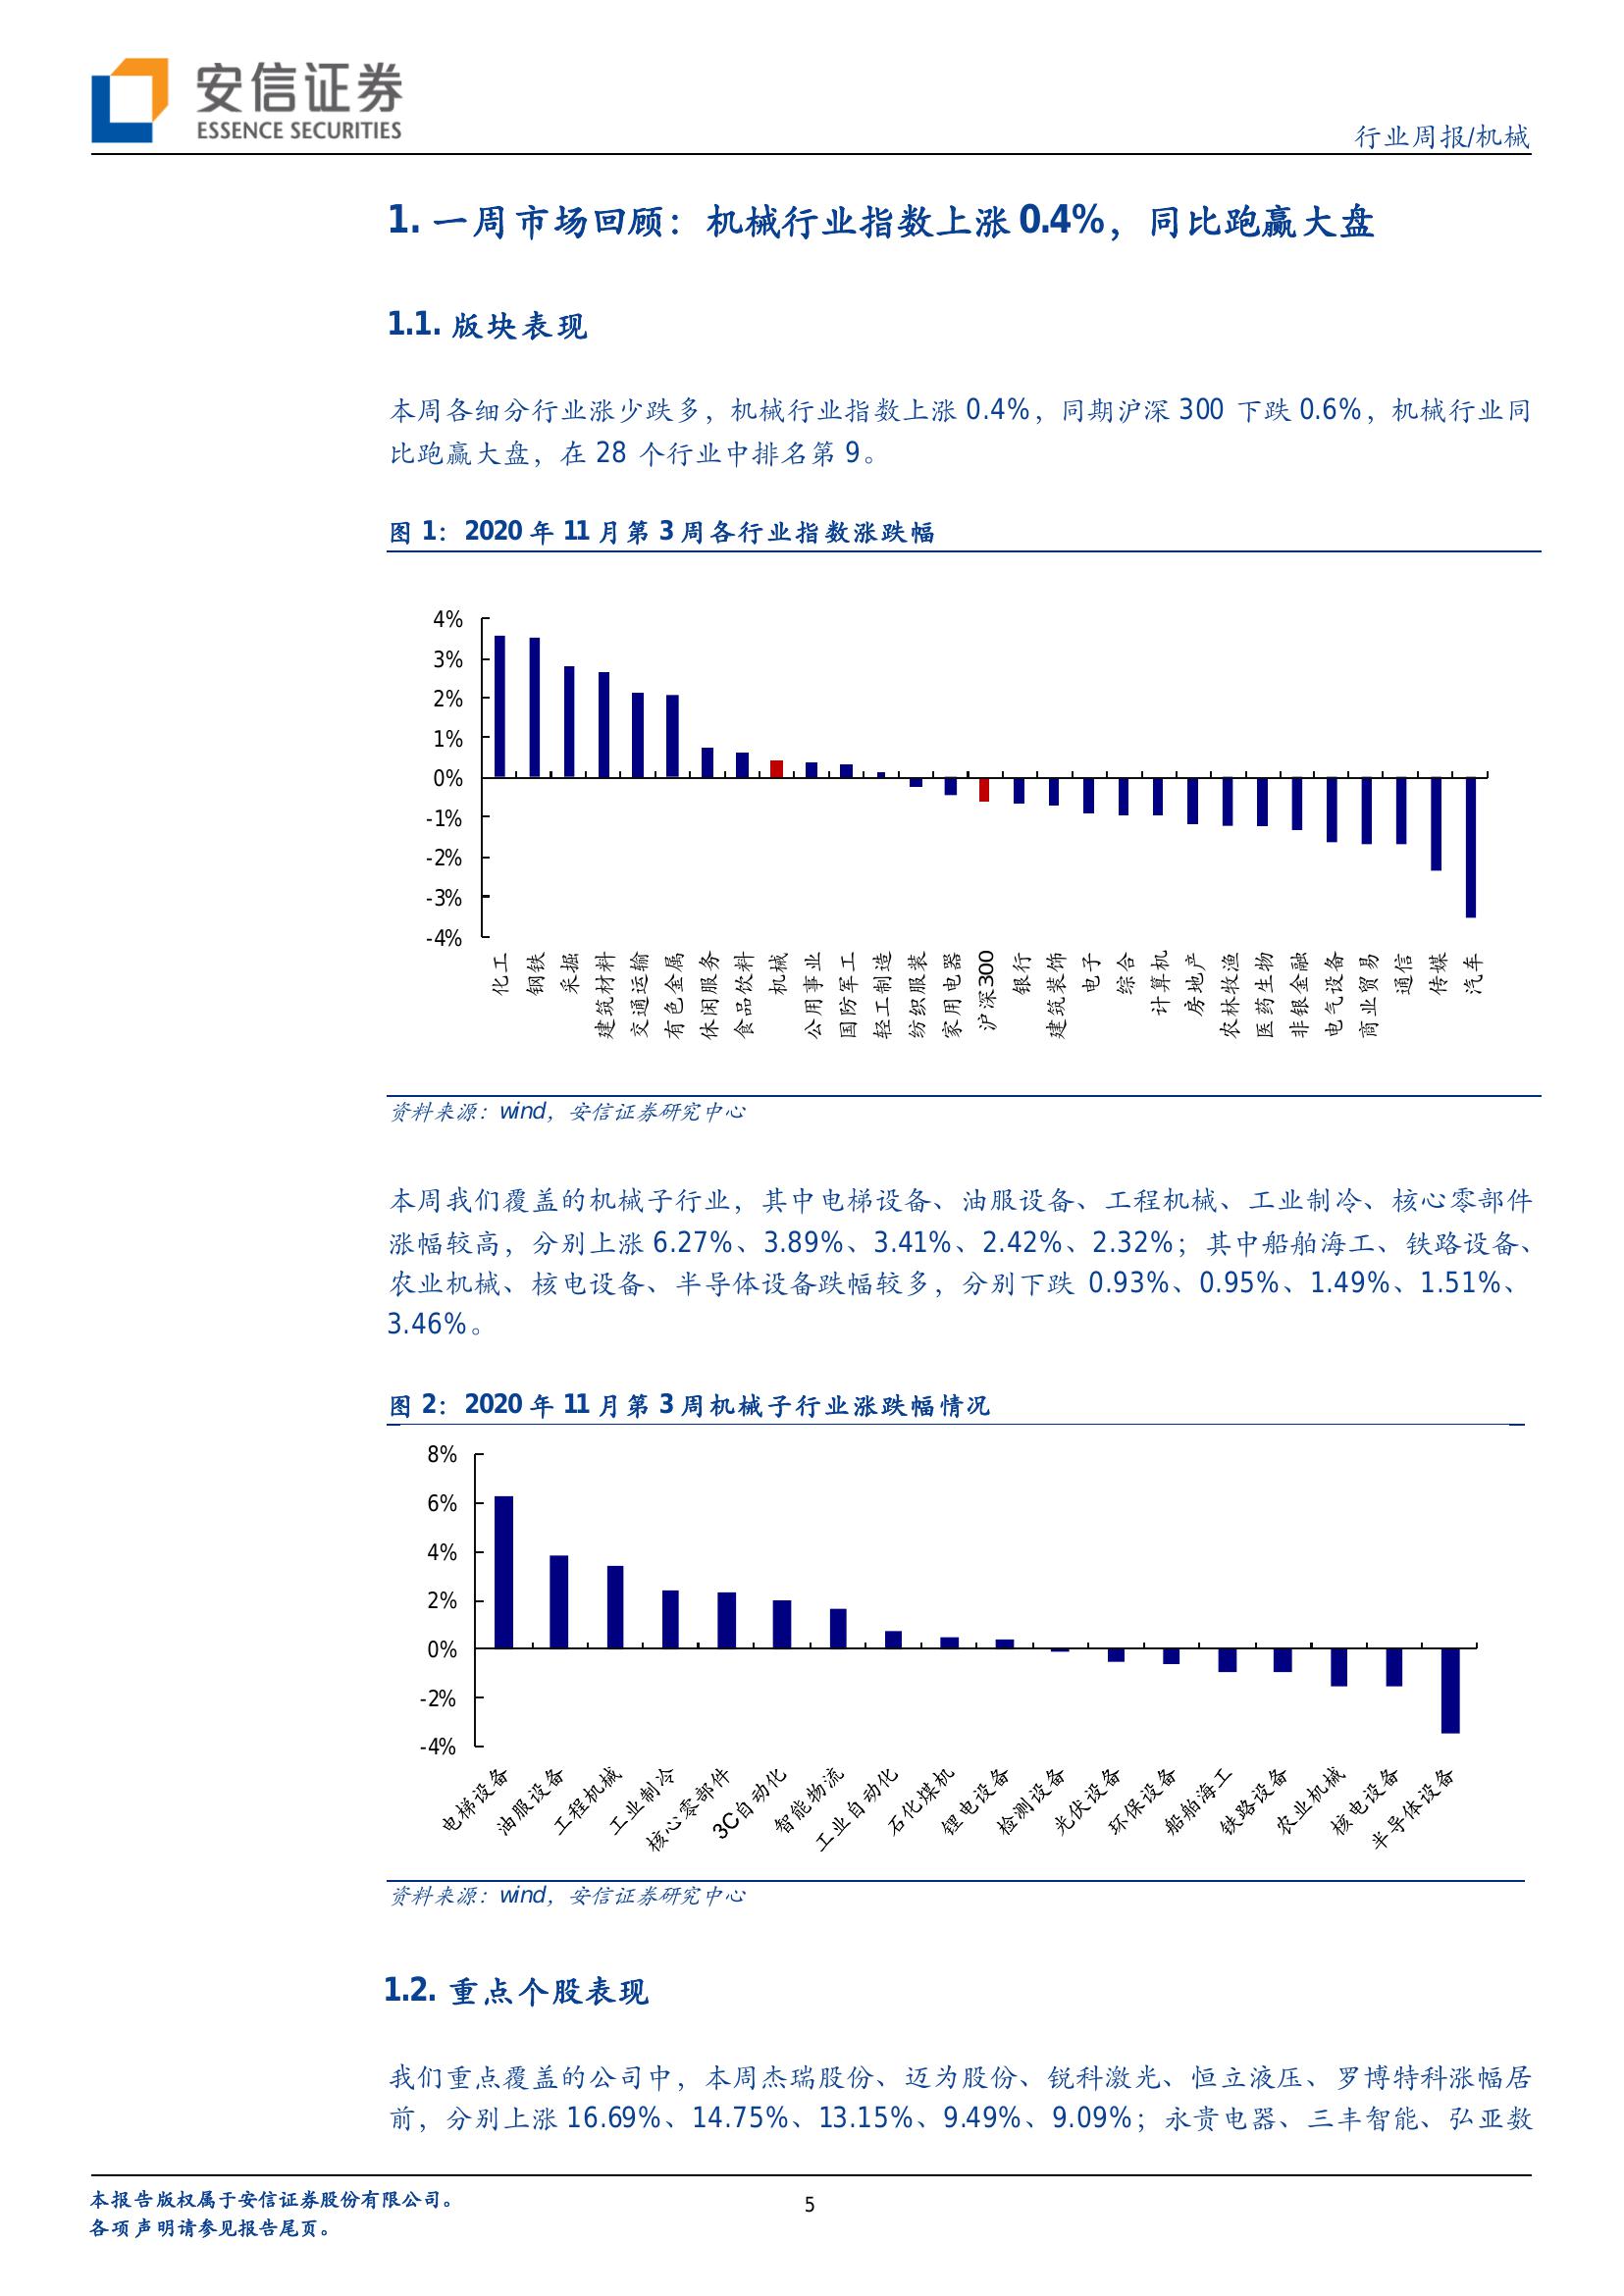 安信证券
ESSENCE SECURITIES
行业周报/机械
1. 一周市场回顾：机械行业指数上涨 0.4%，同比跑赢大盘
1.1. 版块表现
本周各细分行业涨少跌多，机械行业指数上涨 0.4%，同期沪深 300 下跌 0.6%，机械行业同
比跑赢大盘，在 28 个行业中排名第 9。
图 1：2020 年 11 月第 3 周各行业指数涨跌幅
4%
3%
2%
1%
0%
-1%
-2%
-3%
-4%
化工
钢铁
采掘
建筑材料
交通运输
有色金属
休闲服务
食品饮料
机械
公用事业
国防军工
轻工制造
纺织服装
家用电器
沪深300
银行
建筑装饰
电子
综合
计算机
房地产
农林牧渔
医药生物
非银金融
电气设备
商业贸易
通信
传媒
汽车
资料来源：wind，安信证券研究中心
本周我们覆盖的机械子行业，其中电梯设备、油服设备、工程机械、工业制冷、核心零部件
涨幅较高，分别上涨 6.27%、3.89%、3.41%、2.42%、2.32%；其中船舶海工、铁路设备、
农业机械、核电设备、半导体设备跌幅较多，分别下跌 0.93%、0.95%、1.49%、1.51%、
3.46%。
图 2：2020 年 11 月第 3 周机械子行业涨跌幅情况
8%
6%
4%
2%
0%
-2%
-4%
电梯设备
油服设备
工程机械
工业制冷
核心零部件
3C自动化
智能物流
工业自动化
石化煤机
锂电设备
检测设备
光伏设备
环保设备
船舶海工
铁路设备
农业机械
核电设备
半导体设备
资料来源：wind，安信证券研究中心
1.2. 重点个股表现
我们重点覆盖的公司中，本周杰瑞股份、迈为股份、锐科激光、恒立液压、罗博特科涨幅居
前，分别上涨 16.69%、14.75%、13.15%、9.49%、9.09%；永贵电器、三丰智能、弘亚数
本报告版权属于安信证券股份有限公司。
各项声明请参见报告尾页。
5